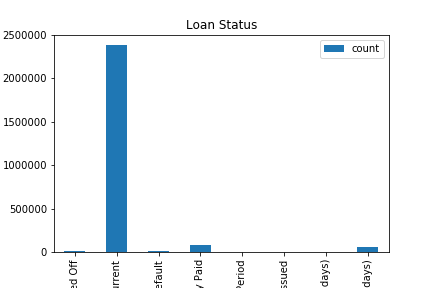 Loan Status
count
2500000
2000000
1500000
1000000
500000
0
ed Off
urrent
efault
y Paid
Period
ssued
days)
days)